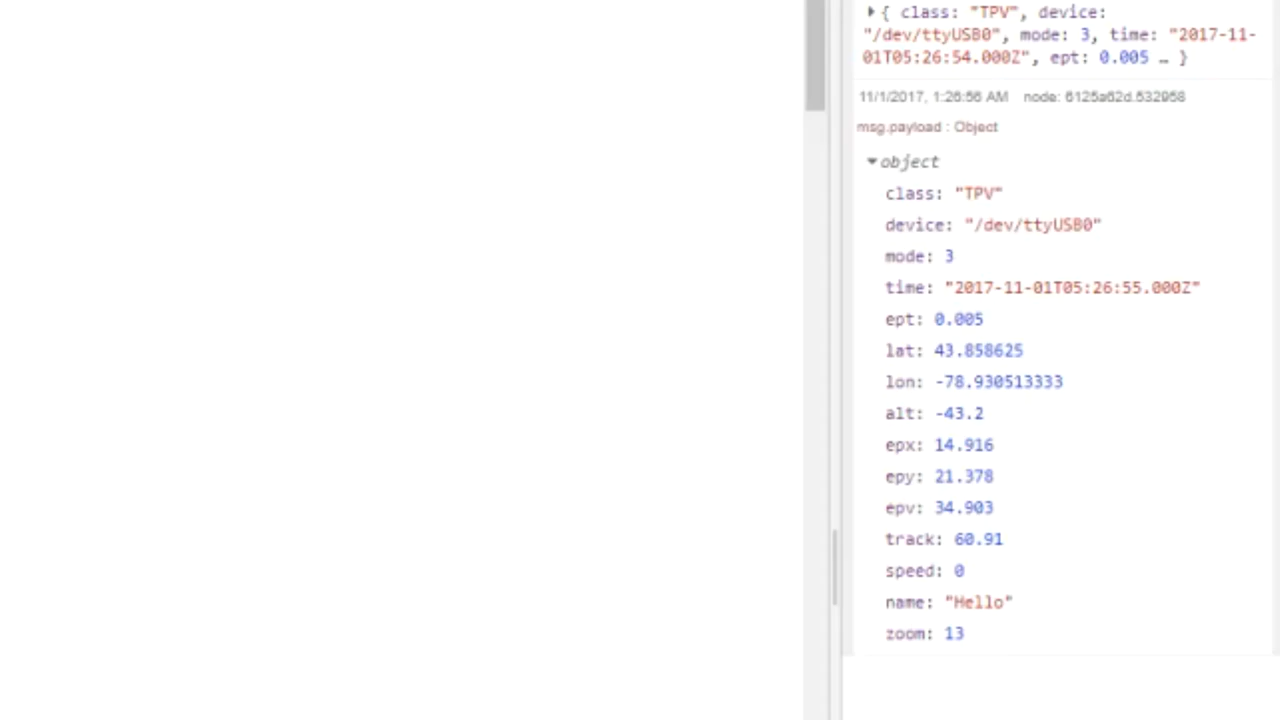 { class: "TPV", device:
"/dev/ttyUSB0", mode: 3, time: "2017-11-
01T05:26:54.000Z", ept: 0.005 … }
11/1/2017, 1:26:56 AM node: 6125a62d.532958
msg.payload : Object
object
class: "TPV"
device: "/dev/ttyUSB0"
mode: 3
time: "2017-11-01T05:26:55.000Z"
ept: 0.005
lat: 43.858625
lon: -78.930513333
alt: -43.2
epx: 14.916
epy: 21.378
epv: 34.903
track: 60.91
speed: 0
name: "Hello"
zoom: 13